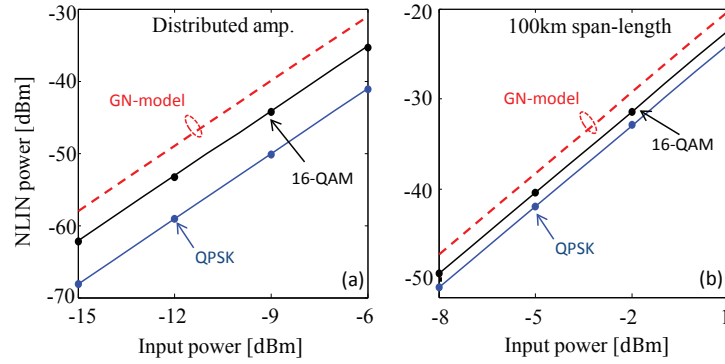 Distributed amp.
NLIN power [dBm]
-30
-40
-50
-60
-70
GN-model
16-QAM
QPSK
(a)
-15
-12
-9
-6
Input power [dBm]
100km span-length
-20
-30
-40
-50
GN-model
16-QAM
QPSK
(b)
-8
-5
-2
1
Input power [dBm]